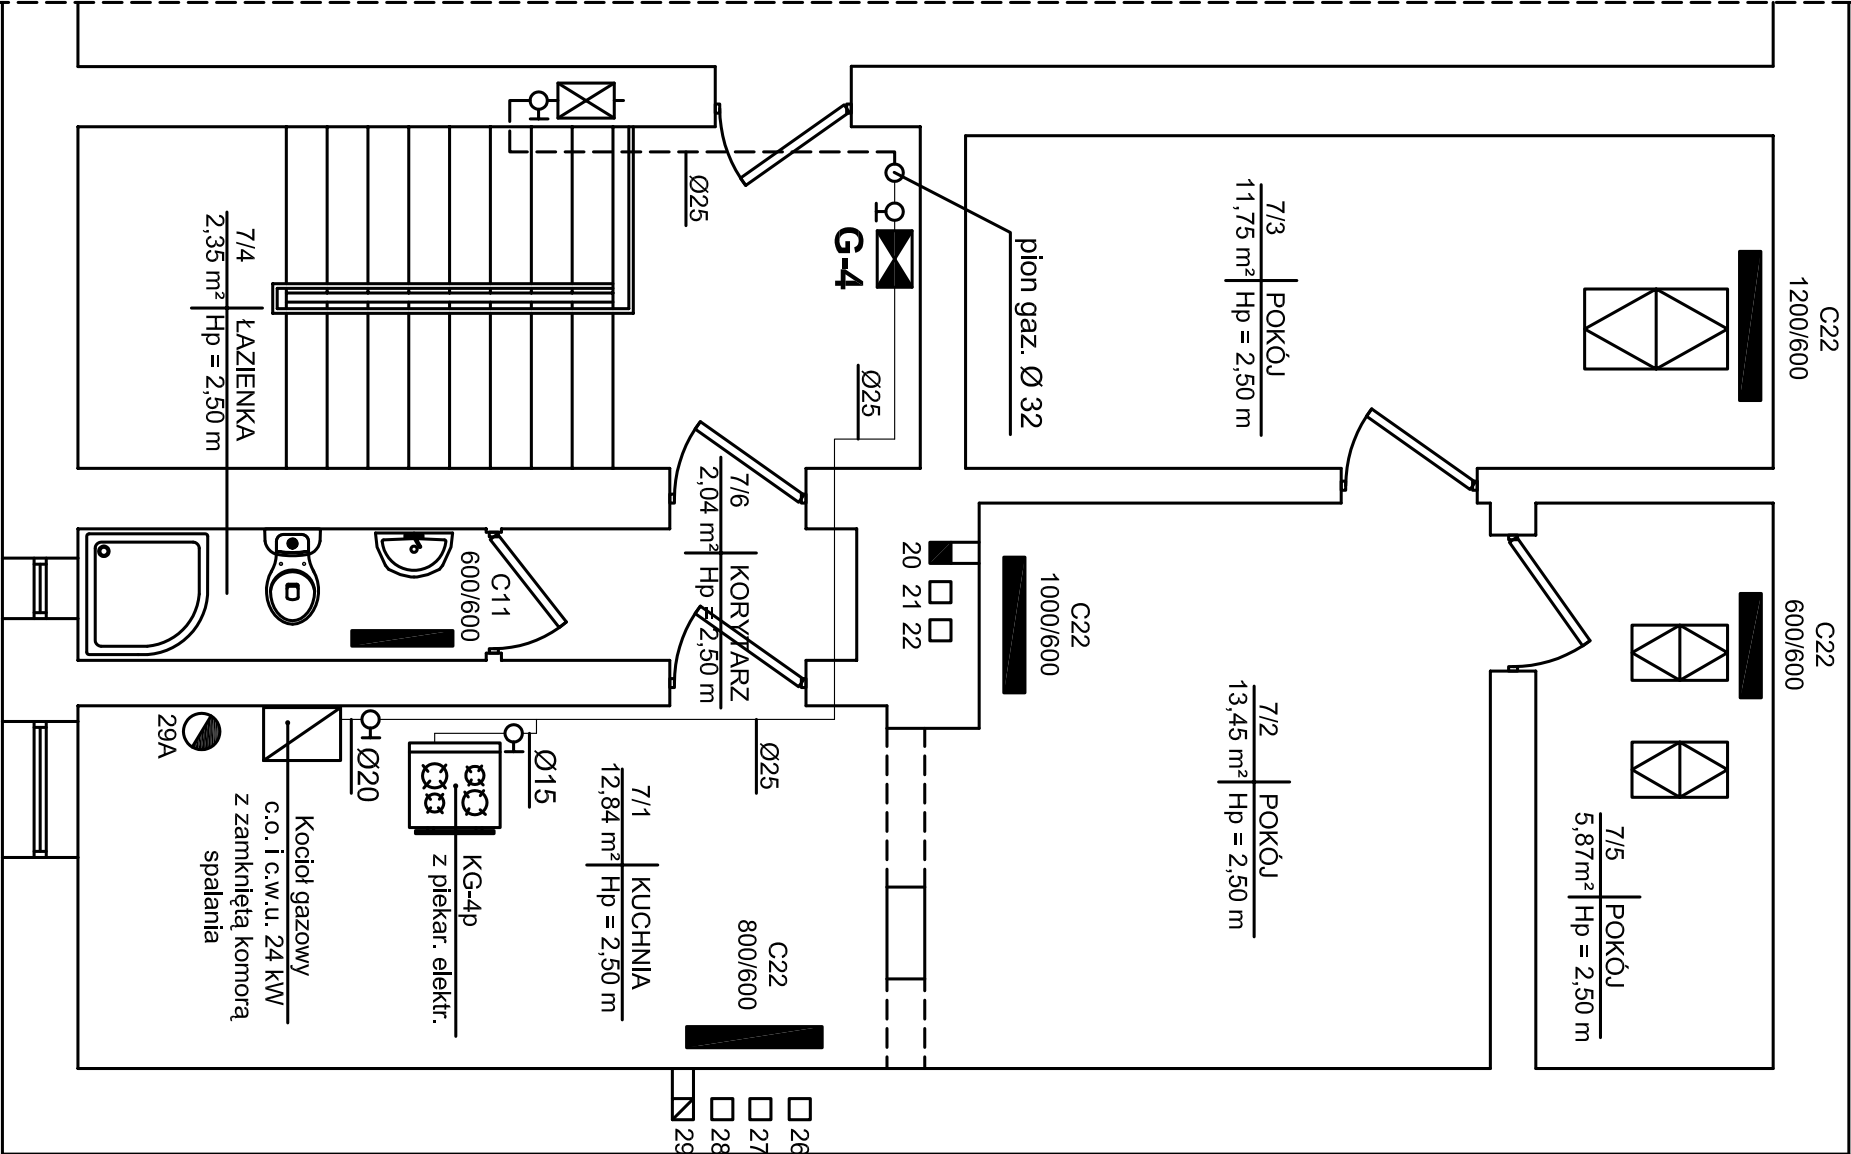 C22
1200/600
C22
600/600
7/3
POKÓJ
11,75 m²
Hp = 2,50 m
7/5
POKÓJ
5,87m²
Hp = 2,50 m
7/2
POKÓJ
13,45 m²
Hp = 2,50 m
C22
1000/600
pion gaz. Ø 32
20
21
22
G-4
Ø25
Ø25
Ø25
7/6
KORYTARZ
2,04 m²
Hp = 2,50 m
C22
800/600
26
27
28
29
7/1
KUCHNIA
12,84 m²
Hp = 2,50 m
Ø15
KG-4p
z piekar. elektr.
C11
600/600
Ø20
Kocioł gazowy
c.o. i c.w.u. 24 kW
z zamkniętą komorą
spalania
7/4
ŁAZIENKA
2,35 m²
Hp = 2,50 m
29A